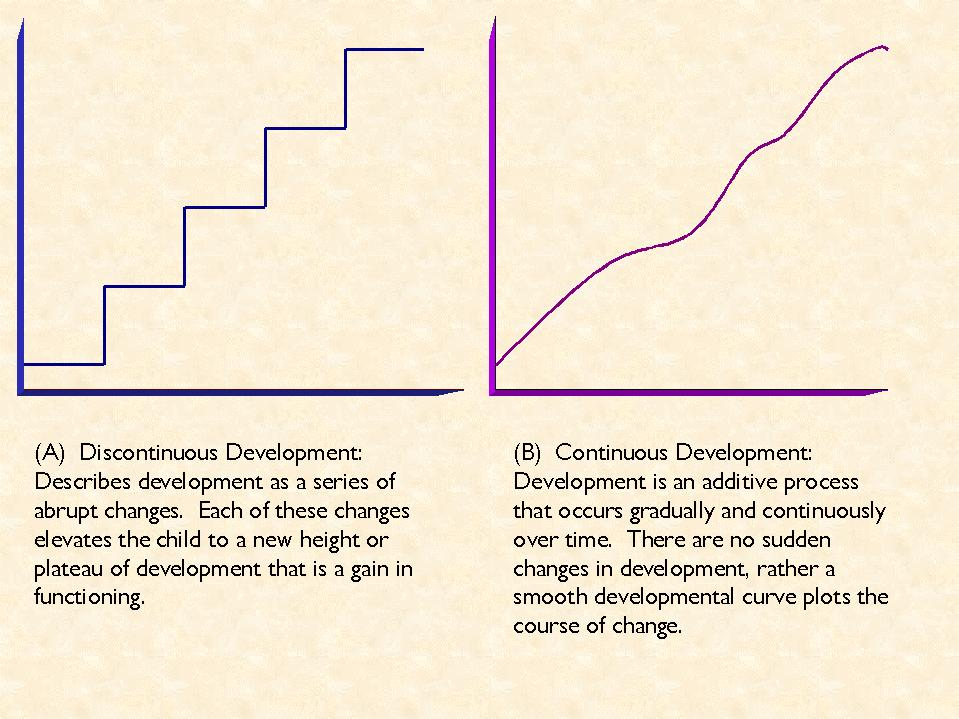 (A)  Discontinuous Development:
Describes development as a series of
abrupt changes.  Each of these changes
elevates the child to a new height or
plateau of development that is a gain in
functioning.
(B)  Continuous Development:
Development is an additive process
that occurs gradually and continuously
over time.  There are no sudden
changes in development, rather a
smooth developmental curve plots the
course of change.